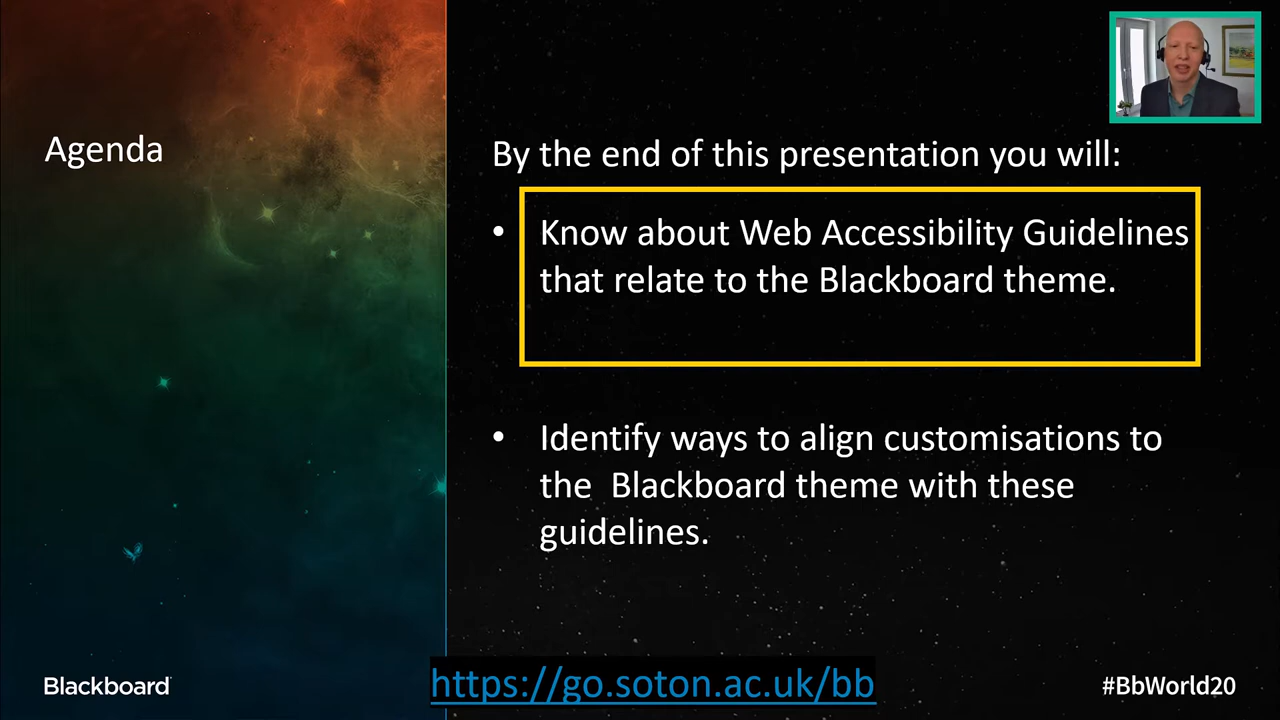 Agenda
By the end of this presentation you will:
• Know about Web Accessibility Guidelines
that relate to the Blackboard theme.
• Identify ways to align customisations to
the  Blackboard theme with these
guidelines.
Blackboard
https://go.soton.ac.uk/bb
#BbWorld20